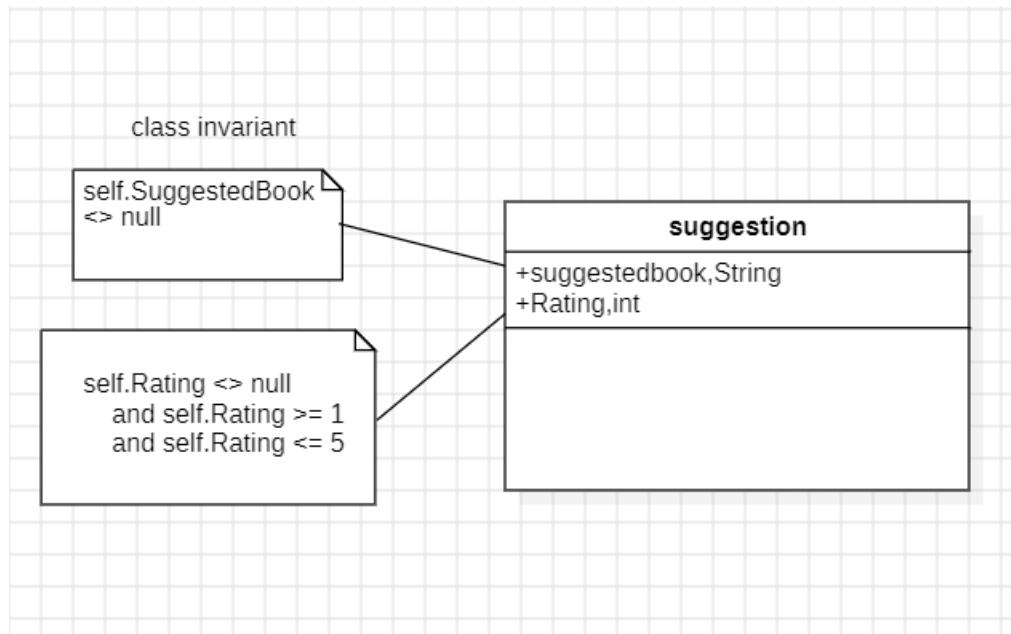 class invariant
self.SuggestedBook
<> null
self.Rating <> null
and self.Rating >= 1
and self.Rating <= 5
suggestion
+suggestedbook,String
+Rating,int